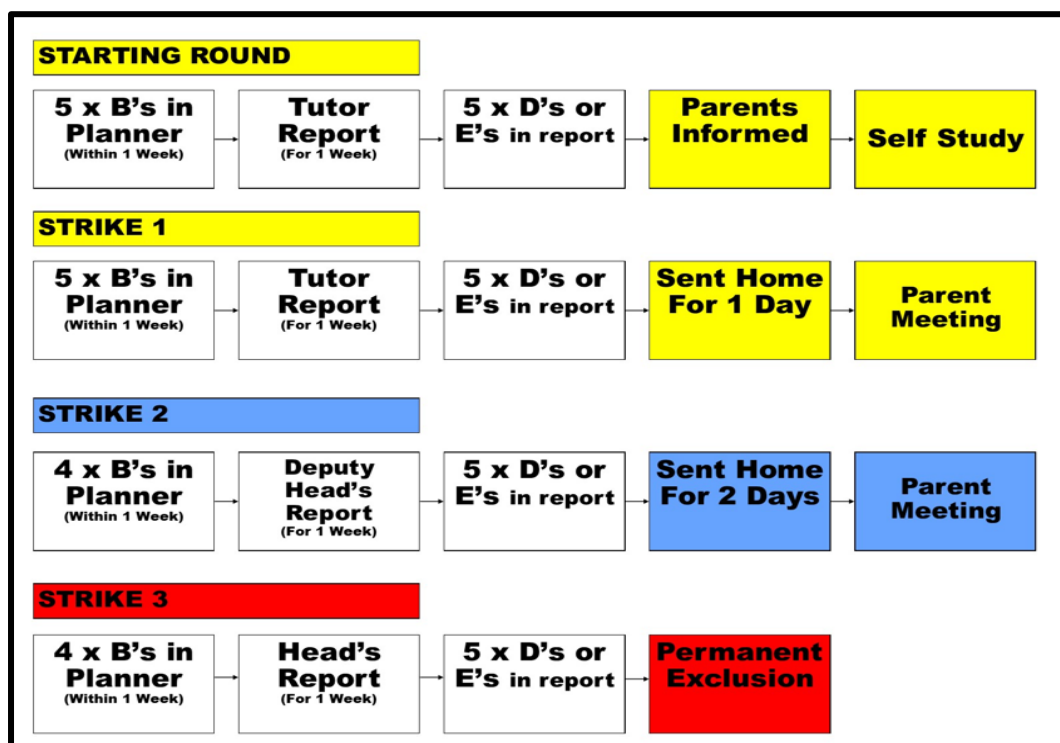 STARTING ROUND
5 x B's in
Planner
(Within 1 Week)
Tutor
Report
(For 1 Week)
5 x D's or
E's in report
Parents
Informed
Self Study
STRIKE 1
5 x B's in
Planner
(Within 1 Week)
Tutor
Report
(For 1 Week)
5 x D's or
E's in report
Sent Home
For 1 Day
Parent
Meeting
STRIKE 2
4 x B's in
Planner
(Within 1 Week)
Deputy
Head's
Report
(For 1 Week)
5 x D's or
E's in report
Sent Home
For 2 Days
Parent
Meeting
STRIKE 3
4 x B's in
Planner
(Within 1 Week)
Head's
Report
(For 1 Week)
5 x D's or
E's in report
Permanent
Exclusion